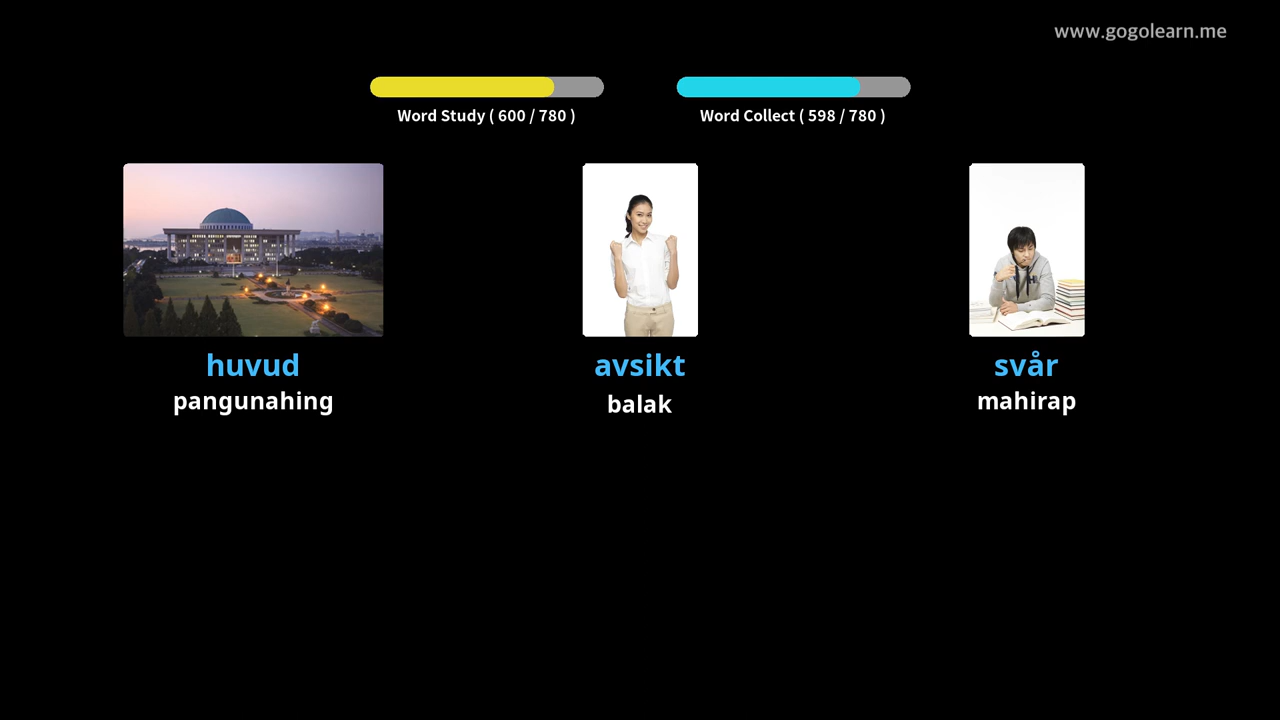 www.gogolearn.me
Word Study ( 600 / 780 )
Word Collect ( 598 / 780 )
huvud
pangunahing
avsikt
balak
svår
mahirap